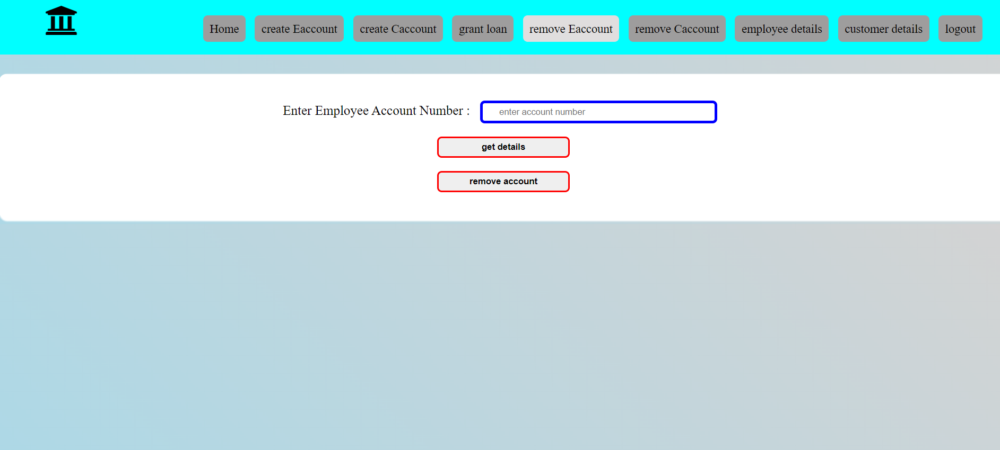 Home create Eaccount create Caccount grant loan remove Eaccount remove Caccount employee details customer details logout
Enter Employee Account Number : enter account number
get details
remove account